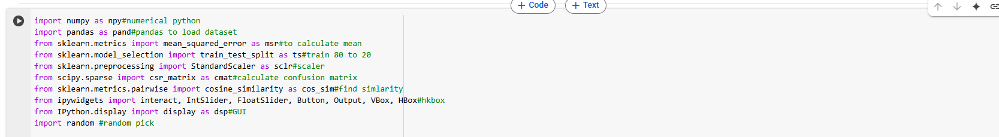 + Code + Text
import numpy as npy#numerical python
import pandas as pand#pandas to load dataset
from sklearn.metrics import mean_squared_error as msr#to calculate mean
from sklearn.model_selection import train_test_split as ts#train 80 to 20
from sklearn.preprocessing import StandardScaler as sclr#scaler
from scipy.sparse import csr_matrix as cmat#calculate confusion matrix
from sklearn.metrics.pairwise import cosine_similarity as cos_sim#find simlarity
from ipywidgets import interact, IntSlider, FloatSlider, Button, Output, VBox, HBox#hkbox
from IPython.display import display as dsp#GUI
import random #random pick